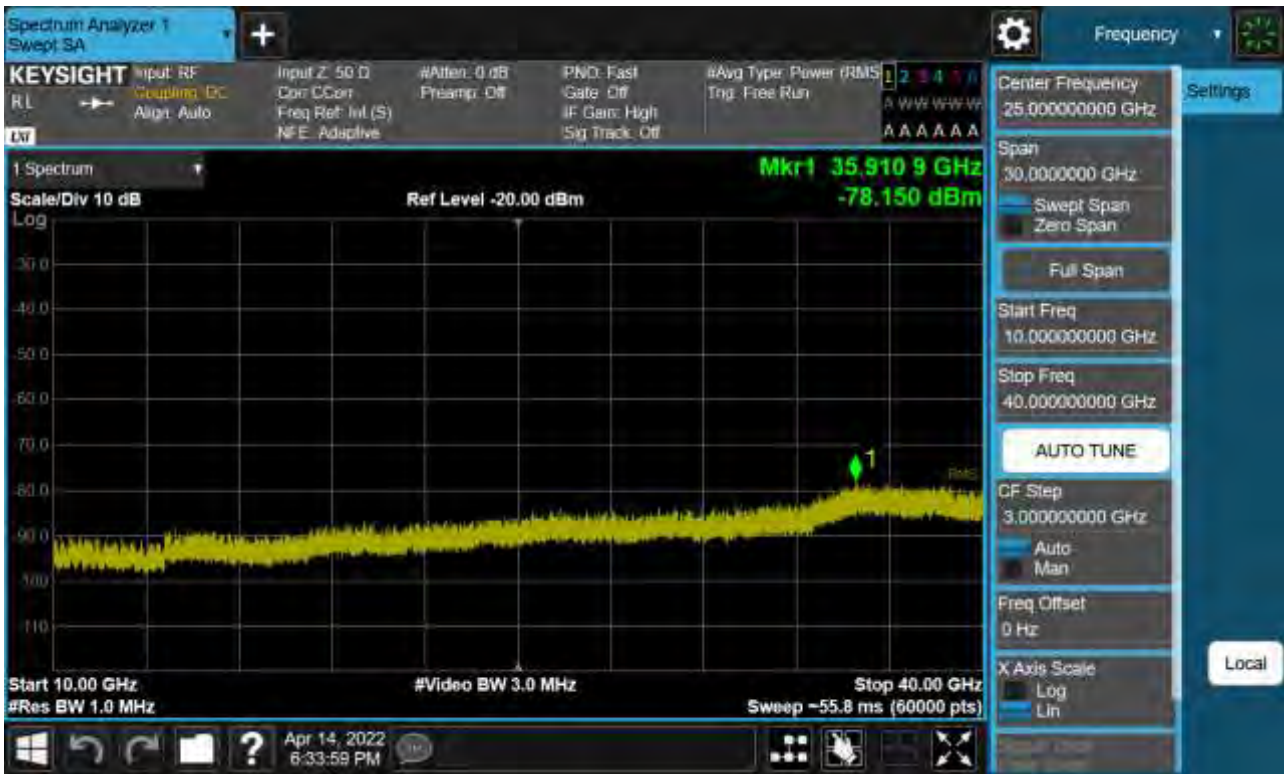 Spectrum Analyzer 1
Swept SA
Frequency
KEYSIGHT
RL
LXI
Input: RF
Coupling: DC
Align: Auto
Input Z: 50 Ω
Corr CCorr
Freq Ref: Int (S)
NFE: Adaptive
#Atten: 0 dB
Preamp: Off
PNO: Fast
Gate: Off
IF Gain: High
Sig Track: Off
#Avg Type: Power (RMS
Trig: Free Run
1 2 3 4 5 6
A W W W W W
A A A A A A
1 Spectrum
Scale/Div 10 dB
Log
Ref Level -20.00 dBm
Mkr1 35.910 9 GHz
-78.150 dBm
-30.0
-40.0
-50.0
-60.0
-70.0
-80.0
-90.0
-100
-110
1
Start 10.00 GHz
#Res BW 1.0 MHz
#Video BW 3.0 MHz
Stop 40.00 GHz
Sweep ~55.8 ms (60000 pts)
Apr 14, 2022
6:33:59 PM
Center Frequency
25.000000000 GHz
Span
30.0000000 GHz
Swept Span
Zero Span
Full Span
Start Freq
10.000000000 GHz
Stop Freq
40.000000000 GHz
AUTO TUNE
CF Step
3.000000000 GHz
Auto
Man
Freq Offset
0 Hz
X Axis Scale
Log
Lin
Settings
Local